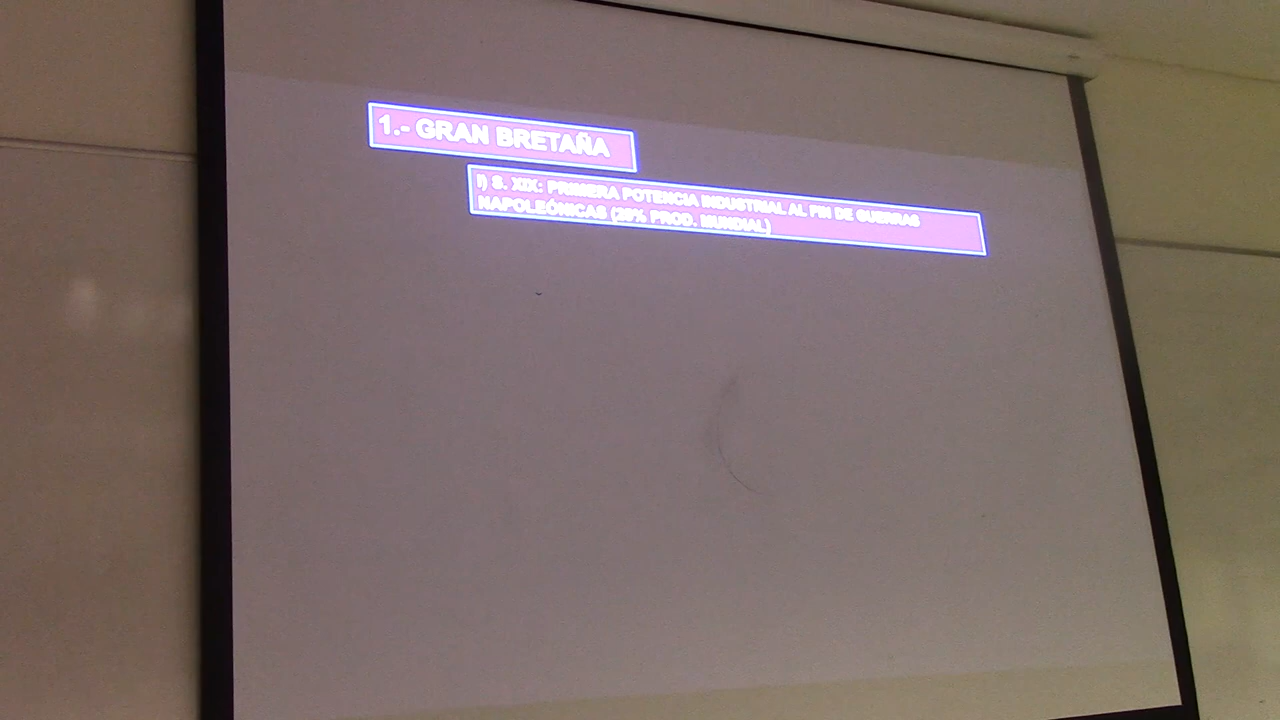 1.- GRAN BRETAÑA
I) S. XIX: PRIMERA POTENCIA INDUSTRIAL AL FIN DE GUERRAS
NAPOLEÓNICAS (25% PROD. MUNDIAL)